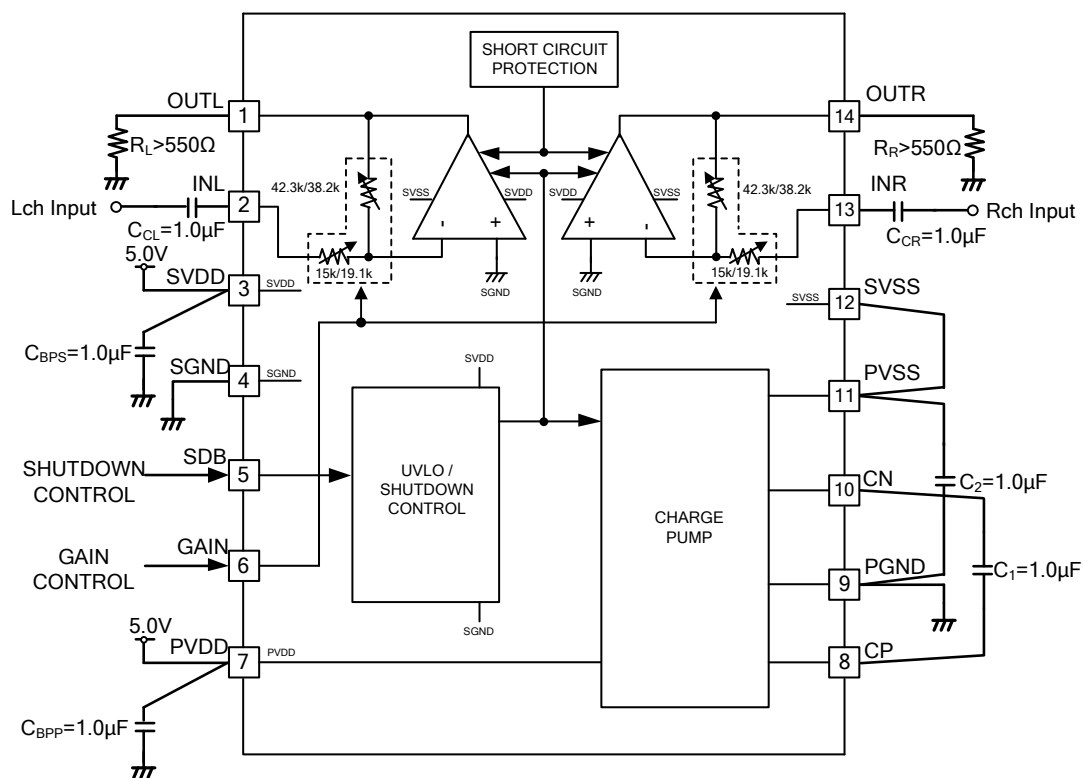 SHORT CIRCUIT
PROTECTION
OUTL
1
RL>550Ω
INL
Lch Input
2
CCL=1.0µF
5.0V
SVDD
3
SVDD
CBPS=1.0µF
SGND
4
SGND
SDB
SHUTDOWN
CONTROL
5
GAIN
GAIN
CONTROL
6
5.0V
PVDD
7
PVDD
CBPP=1.0µF
42.3k/38.2k
15k/19.1k
SVSS
SVDD
-
+
SGND
SVDD
SVSS
+
-
SGND
42.3k/38.2k
15k/19.1k
SVDD
UVLO /
SHUTDOWN
CONTROL
SGND
CHARGE
PUMP
OUTR
14
RR>550Ω
INR
13
Rch Input
CCR=1.0µF
SVSS
SVSS
12
PVSS
11
CN
10
C2=1.0µF
PGND
9
C1=1.0µF
CP
8